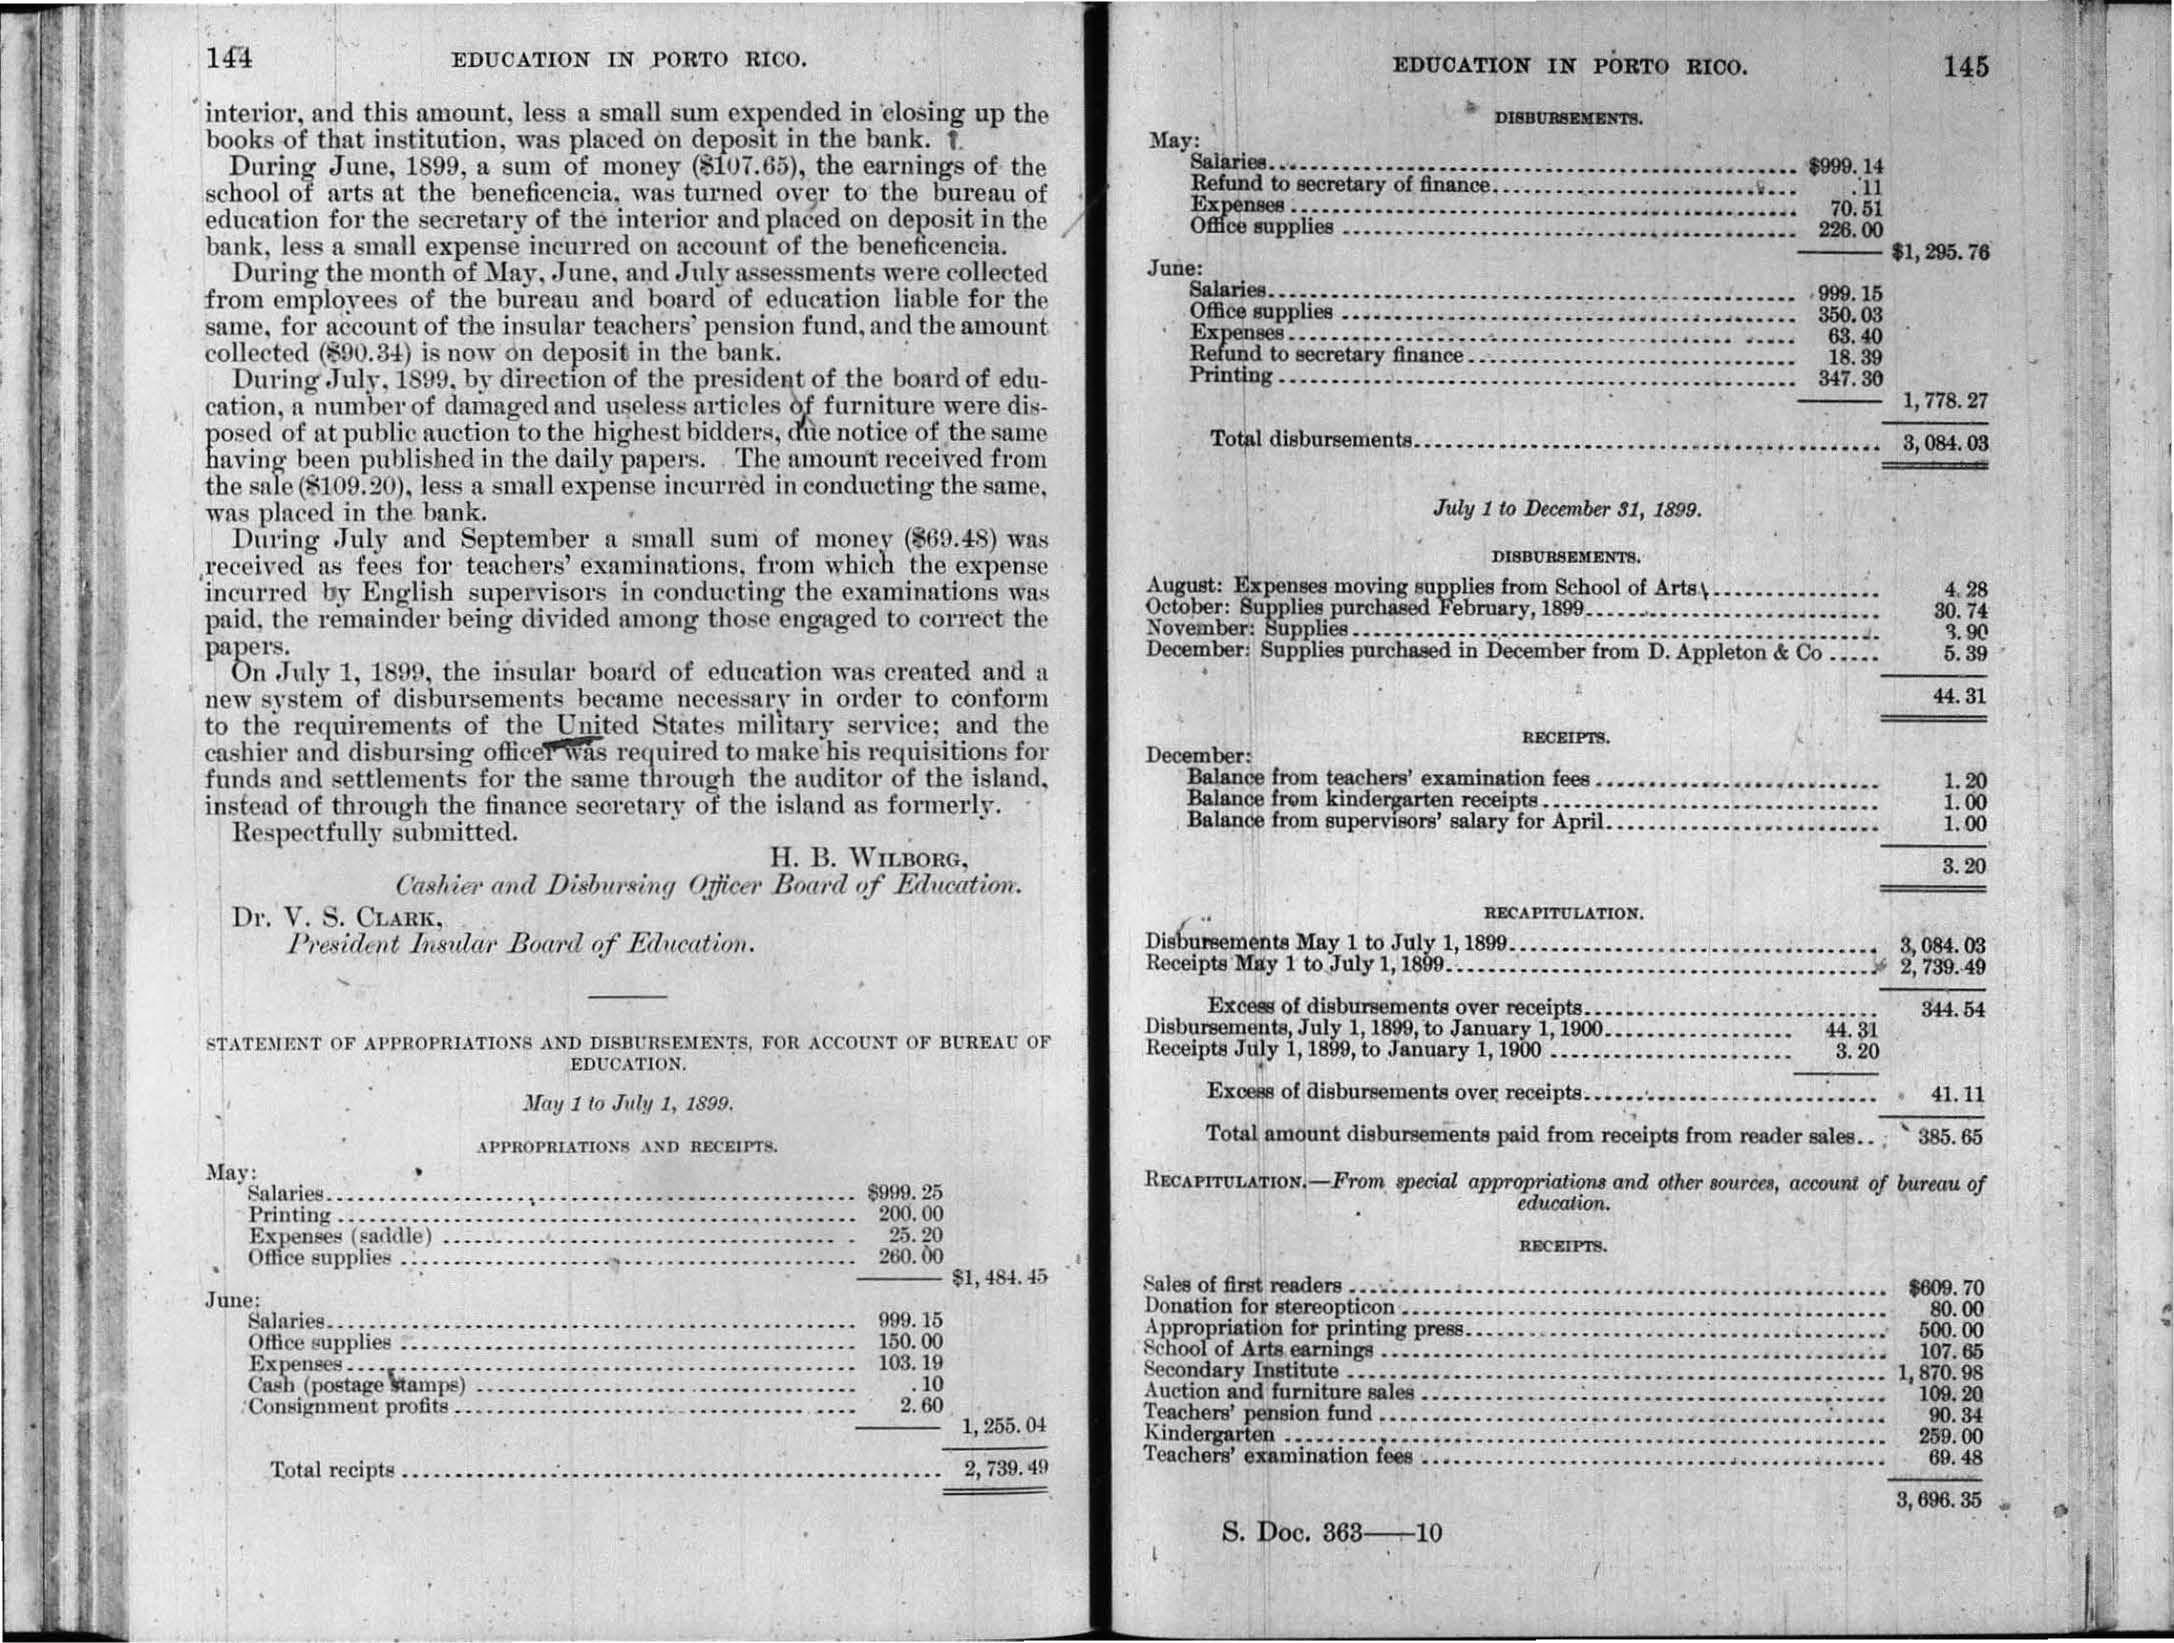 144 EDUCATION IN PORTO RICO.
interior, and this amount, less a small sum expended in closing up the
books of that institution, was placed on deposit in the bank.
During June, 1899, a sum of money ($107.65), the earnings of the
school of arts at the beneficencia, was turned over to the bureau of
education for the secretary of the interior and placed on deposit in the
bank, less a small expense incurred on account of the beneficencia.
During the month of May, June, and July assessments were collected
from employees of the bureau and board of education liable for the
same, for account of the insular teachers' pension fund, and the amount
collected ($90.34) is now on deposit in the bank.
During July, 1899, by direction of the president of the board of edu-
cation, a number of damaged and useless articles of furniture were dis-
posed of at public auction to the highest bidders, due notice of the same
having been published in the daily papers. The amount received from
the sale ($109.20), less a small expense incurred in conducting the same,
was placed in the bank.
During July and September a small sum of money ($69.48) was
received as fees for teachers' examinations, from which the expense
incurred by English supervisors in conducting the examinations was
paid, the remainder being divided among those engaged to correct the
papers.
On July 1, 1899, the insular board of education was created and a
new system of disbursements became necessary in order to conform
to the requirements of the United States military service; and the
cashier and disbursing officer was required to make his requisitions for
funds and settlements for the same through the auditor of the island,
instead of through the finance secretary of the island as formerly.
Respectfully submitted.
H. B. WILBORG,
Cashier and Disbursing Officer Board of Education.
Dr. V. S. CLARK,
President Insular Board of Education.
STATEMENT OF APPROPRIATIONS AND DISBURSEMENTS, FOR ACCOUNT OF BUREAU OF
EDUCATION.
May 1 to July 1, 1899.
APPROPRIATIONS AND RECEIPTS.
May:
Salaries $999.25
Printing 200.00
Expenses (saddle) 25.20
Office supplies 260.00
$1,484.45
June:
Salaries 999.15
Office supplies 150.00
Expenses 103.19
Cash (postage stamps) .10
Consignment profits 2.60
1,255.04
Total recipts 2,739.49
EDUCATION IN PORTO RICO. 145
DISBURSEMENTS.
May:
Salaries $999.14
Refund to secretary of finance .11
Expenses 70.51
Office supplies 226.00
$1,295.76
June:
Salaries 999.15
Office supplies 350.03
Expenses 63.40
Refund to secretary finance 18.39
Printing 347.30
1,778.27
Total disbursements 3,084.03
July 1 to December 31, 1899.
DISBURSEMENTS.
August: Expenses moving supplies from School of Arts 4.28
October: Supplies purchased February, 1899 30.74
November: Supplies 3.90
December: Supplies purchased in December from D. Appleton & Co 5.39
44.31
RECEIPTS.
December:
Balance from teachers' examination fees 1.20
Balance from kindergarten receipts 1.00
Balance from supervisors' salary for April 1.00
3.20
RECAPITULATION.
Disbursements May 1 to July 1, 1899 3,084.03
Receipts May 1 to July 1, 1899 2,739.49
Excess of disbursements over receipts 344.54
Disbursements, July 1, 1899, to January 1, 1900 44.31
Receipts July 1, 1899, to January 1, 1900 3.20
Excess of disbursements over receipts 41.11
Total amount disbursements paid from receipts from reader sales 385.65
RECAPITULATION.—From special appropriations and other sources, account of bureau of
education.
RECEIPTS.
Sales of first readers $609.70
Donation for stereopticon 80.00
Appropriation for printing press 500.00
School of Arts earnings 107.65
Secondary Institute 1,870.98
Auction and furniture sales 109.20
Teachers' pension fund 90.34
Kindergarten 259.00
Teachers' examination fees 69.48
3,696.35
S. Doc. 363——10